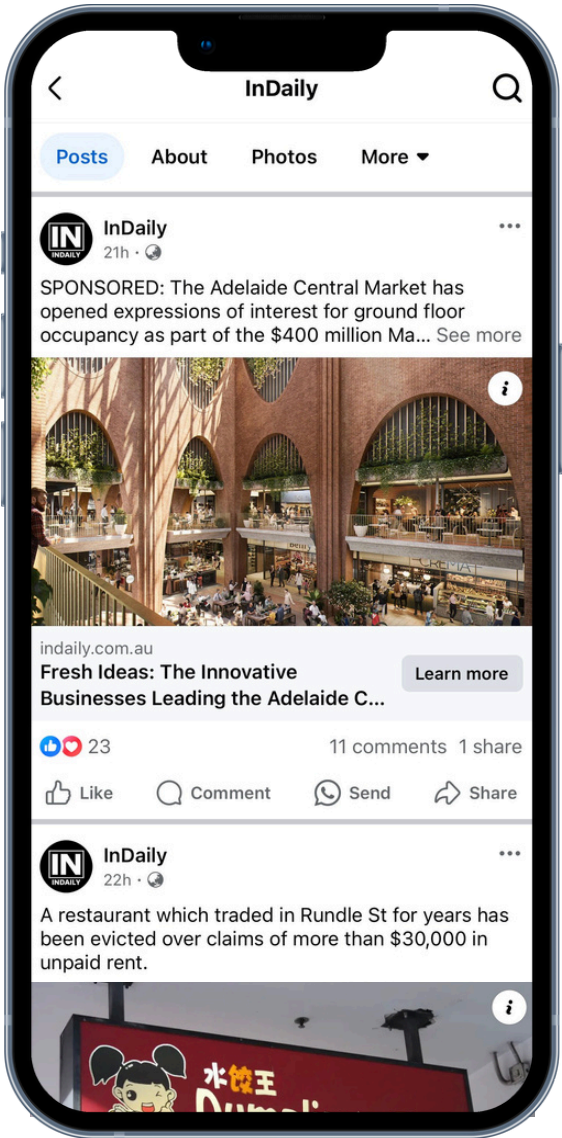 InDaily
Posts
About
Photos
More
IN
INDAILY
InDaily
21h ·
SPONSORED: The Adelaide Central Market has
opened expressions of interest for ground floor
occupancy as part of the $400 million Ma... See more
i
indaily.com.au
Fresh Ideas: The Innovative
Businesses Leading the Adelaide C...
Learn more
23
11 comments 1 share
Like
Comment
Send
Share
IN
INDAILY
InDaily
22h ·
A restaurant which traded in Rundle St for years has
been evicted over claims of more than $30,000 in
unpaid rent.
i
水饺王